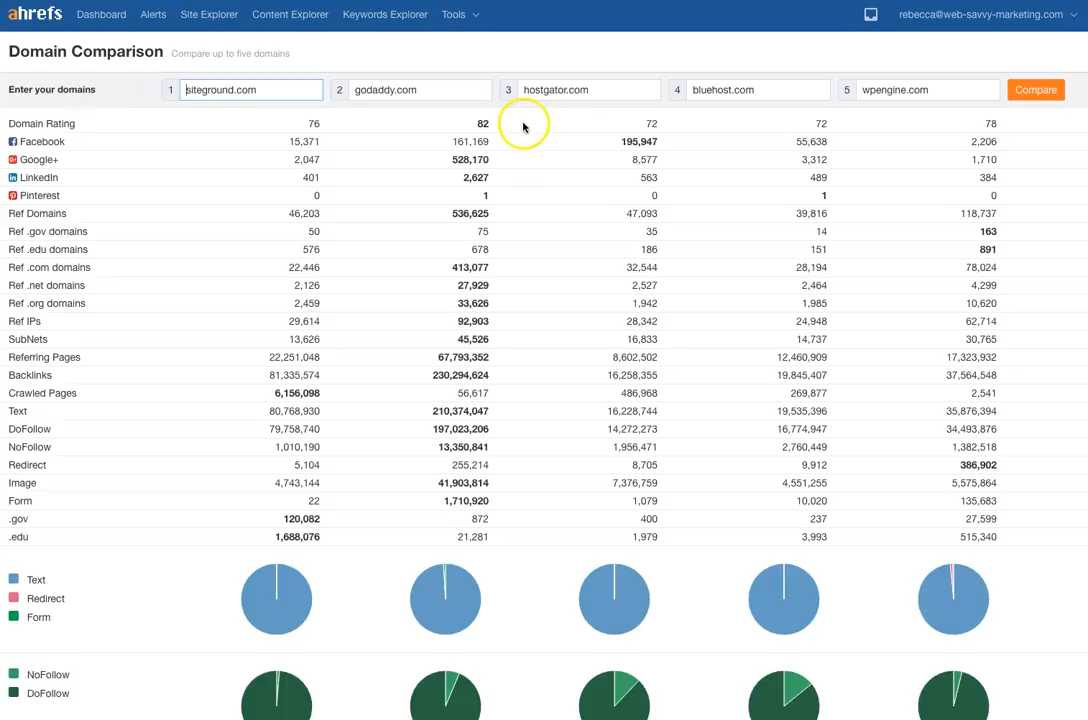 ahrefs Dashboard Alerts Site Explorer Content Explorer Keywords Explorer Tools rebecca@web-savvy-marketing.com
Domain Comparison Compare up to five domains
Enter your domains 1 siteground.com 2 godaddy.com 3 hostgator.com 4 bluehost.com 5 wpengine.com Compare
Domain Rating 76 82 72 72 78
Facebook 15,371 161,169 195,947 55,638 2,206
Google+ 2,047 528,170 8,577 3,312 1,710
LinkedIn 401 2,627 563 489 384
Pinterest 0 1 0 1 0
Ref Domains 46,203 536,625 47,093 39,816 118,737
Ref .gov domains 50 75 35 14 163
Ref .edu domains 576 678 186 151 891
Ref .com domains 22,446 413,077 32,544 28,194 78,024
Ref .net domains 2,126 27,929 2,527 2,464 4,299
Ref .org domains 2,459 33,626 1,942 1,985 10,620
Ref IPs 29,614 92,903 28,342 24,948 62,714
SubNets 13,626 45,526 16,833 14,737 30,765
Referring Pages 22,251,048 67,793,352 8,602,502 12,460,909 17,323,932
Backlinks 81,335,574 230,294,624 16,258,355 19,845,407 37,564,548
Crawled Pages 6,156,098 56,617 486,968 269,877 2,541
Text 80,768,930 210,374,047 16,228,744 19,535,396 35,876,394
DoFollow 79,758,740 197,023,206 14,272,273 16,774,947 34,493,876
NoFollow 1,010,190 13,350,841 1,956,471 2,760,449 1,382,518
Redirect 5,104 255,214 8,705 9,912 386,902
Image 4,743,144 41,903,814 7,376,759 4,551,255 5,575,864
Form 22 1,710,920 1,079 10,020 135,683
.gov 120,082 872 400 237 27,599
.edu 1,688,076 21,281 1,979 3,993 515,340
Text
Redirect
Form
NoFollow
DoFollow